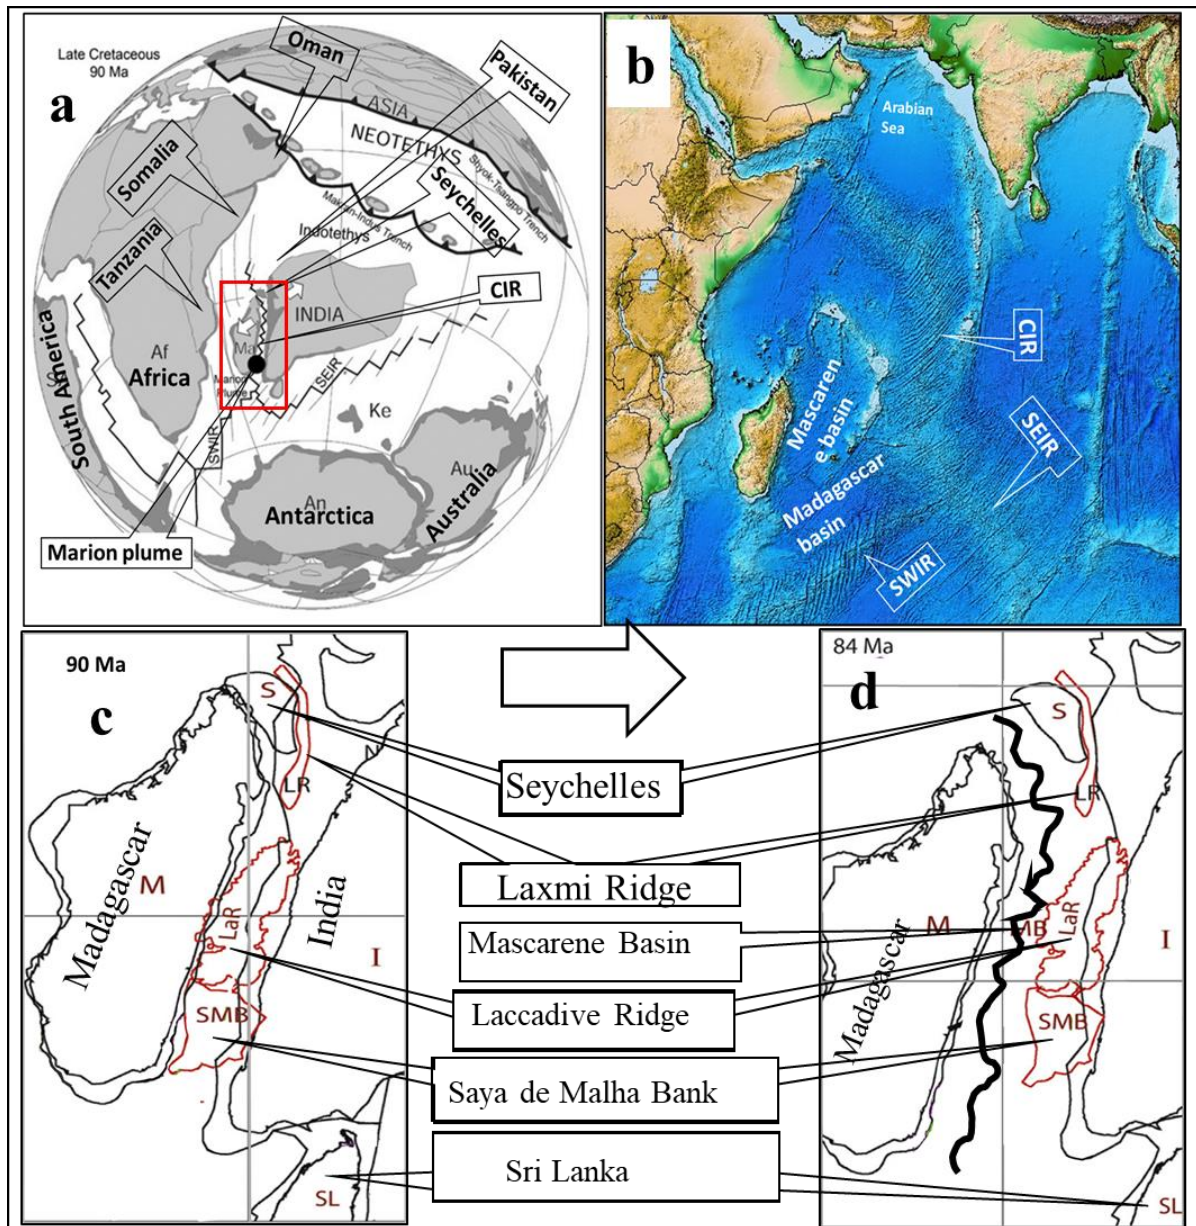 Late Cretaceous
90 Ma
a
Oman
Pakistan
ASIA
NEOTETHYS
Shyok-Tsangpo Trench
Somalia
Seychelles
Makran-Indus Trench
Indotethys
Tanzania
CIR
INDIA
Ma
Af
Africa
Marion
Plume
SEIR
South America
SWIR
Ke
Au
Australia
An
Antarctica
Marion plume
b
Arabian
Sea
CIR
Mascaren
e basin
SEIR
Madagascar
basin
SWIR
90 Ma
c
S
N
LR
Madagascar
M
LaR
India
I
SMB
SL
84 Ma
d
S
LR
M
MB
LaR
I
Madagascar
SMB
SL
Seychelles
Laxmi Ridge
Mascarene Basin
Laccadive Ridge
Saya de Malha Bank
Sri Lanka